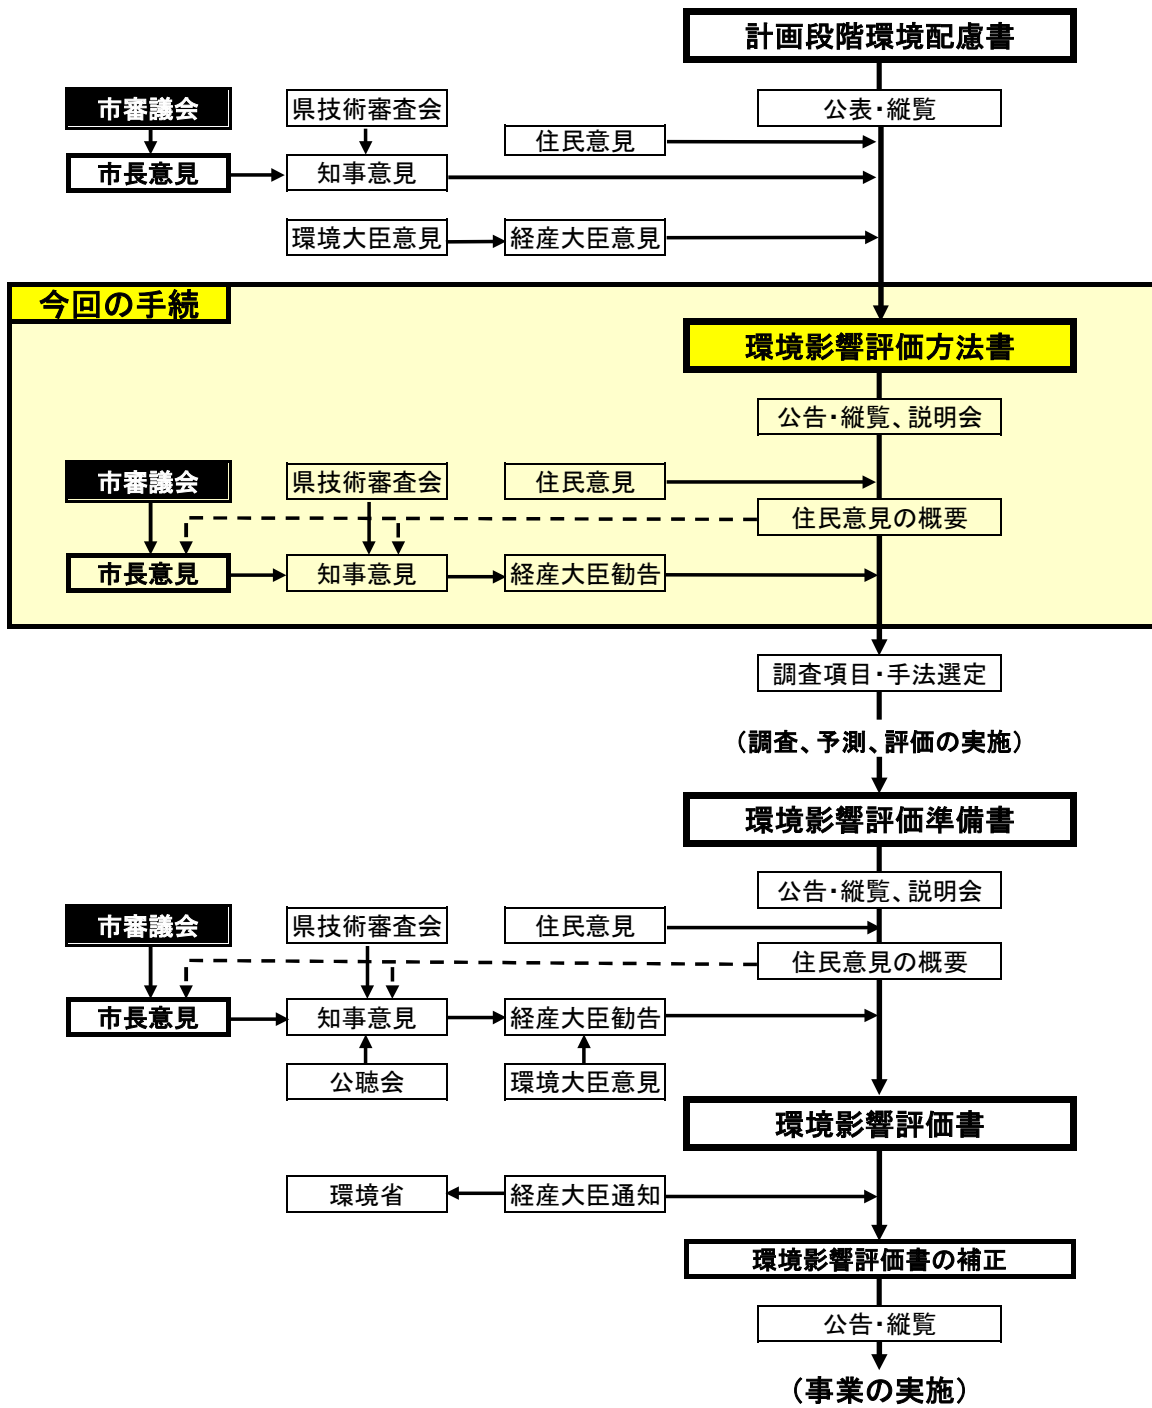 計画段階環境配慮書
市審議会
県技術審査会
公表・縦覧
住民意見
市長意見
知事意見
環境大臣意見
経産大臣意見
今回の手続
環境影響評価方法書
公告・縦覧、説明会
市審議会
県技術審査会
住民意見
住民意見の概要
市長意見
知事意見
経産大臣勧告
調査項目・手法選定
（調査、予測、評価の実施）
環境影響評価準備書
公告・縦覧、説明会
市審議会
県技術審査会
住民意見
住民意見の概要
市長意見
知事意見
経産大臣勧告
公聴会
環境大臣意見
環境影響評価書
環境省
経産大臣通知
環境影響評価書の補正
公告・縦覧
（事業の実施）